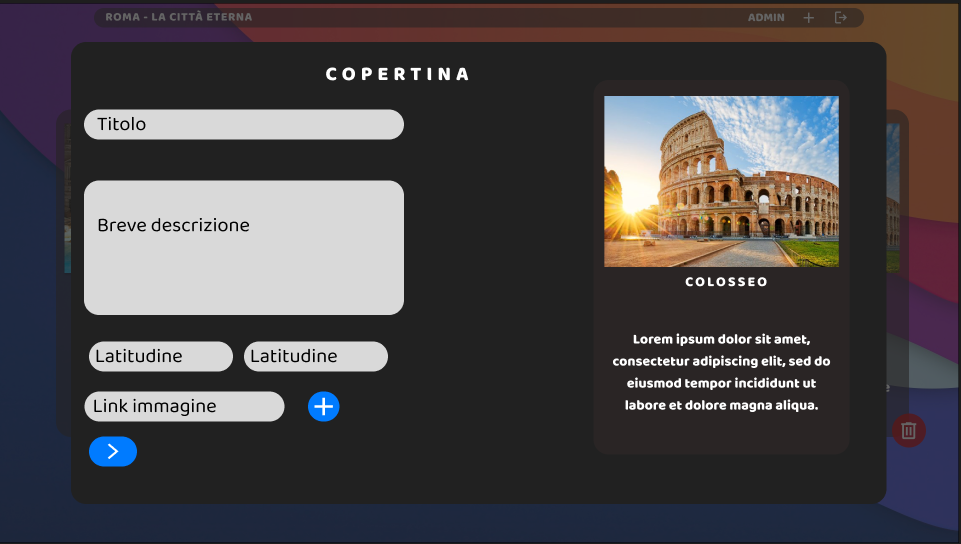 ROMA - LA CITTÀ ETERNA
ADMIN
COPERTINA
Titolo
Breve descrizione
Latitudine
Latitudine
Link immagine
COLOSSEO
Lorem ipsum dolor sit amet,
consectetur adipiscing elit, sed do
eiusmod tempor incididunt ut
labore et dolore magna aliqua.